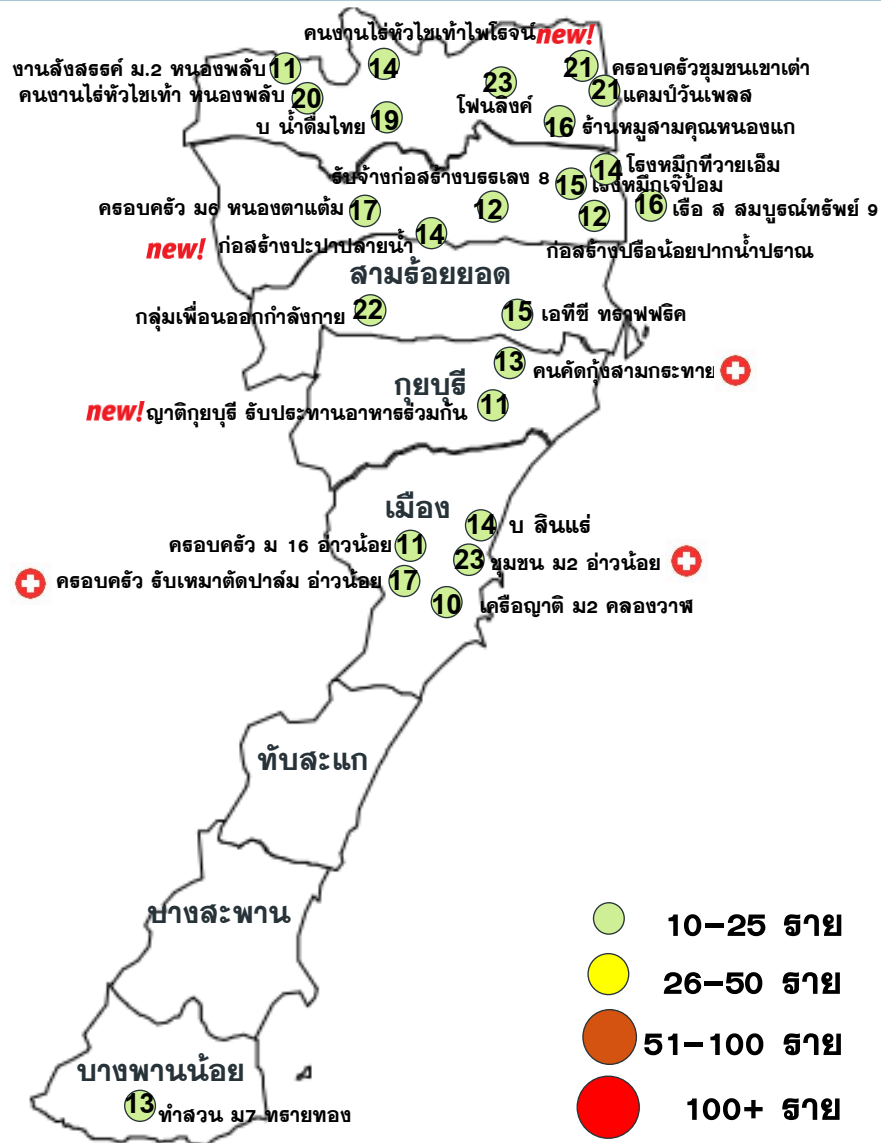 คนงานไร่หัวไชเท้าไพโรจน์ new!
งานสังสรรค์ ม.2 หนองพลับ 11
14
21 ครอบครัวชุมชนเขาเต่า
คนงานไร่หัวไชเท้า หนองพลับ 20
23
โฟนลิงค์
21 แคมป์วันเพลส
บ น้ำดื่มไทย 19
16 ร้านหมูสามคุณหนองแก
14 โรงหมึกทีวายเอ็ม
รับจ้างก่อสร้างบรรเลง 8
12
15 โรงหมึกเจ๊ป้อม
ครอบครัว ม6 หนองตาแต้ม 17
12
16 เรือ ส สมบูรณ์ทรัพย์ 9
new! ก่อสร้างปะปาปลายน้ำ
14
ก่อสร้างปรือน้อยปากน้ำปราณ
สามร้อยยอด
กลุ่มเพื่อนออกกำลังกาย 22
15 เอทีซี ทราฟฟริค
13 คนคัดกุ้งสามกระทาย
กุยบุรี
new! ญาติกุยบุรี รับประทานอาหารร่วมกัน 11
เมือง
14 บ สินแร่
ครอบครัว ม 16 อ่าวน้อย 11
23 ชุมชน ม2 อ่าวน้อย
ครอบครัว รับเหมาตัดปาล์ม อ่าวน้อย 17
10 เครือญาติ ม2 คลองวาฬ
ทับสะแก
บางสะพาน
บางพานน้อย
13 ทำสวน ม7 ทรายทอง
10-25 ราย
26-50 ราย
51-100 ราย
100+ ราย